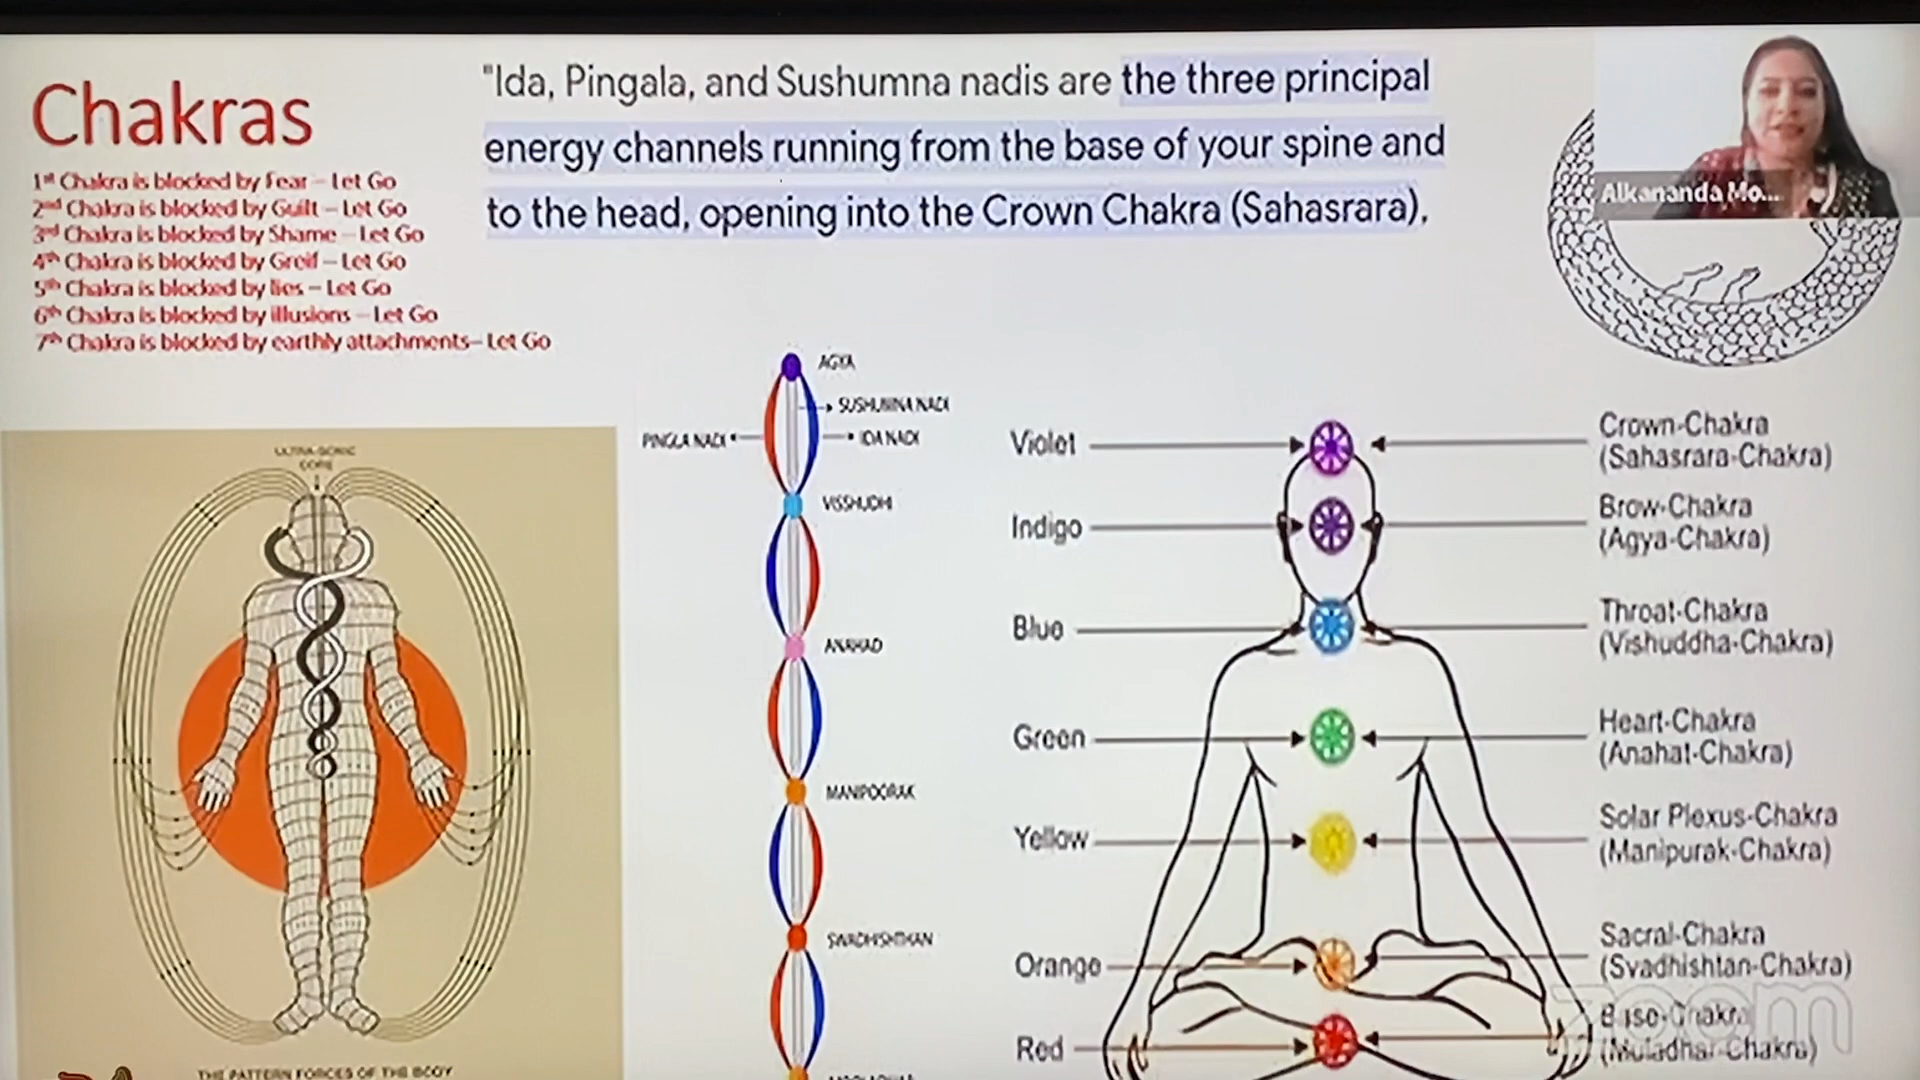 Chakras
1st Chakra is blocked by Fear – Let Go
2nd Chakra is blocked by Guilt – Let Go
3rd Chakra is blocked by Shame – Let Go
4th Chakra is blocked by Greif – Let Go
5th Chakra is blocked by lies – Let Go
6th Chakra is blocked by illusions – Let Go
7th Chakra is blocked by earthly attachments– Let Go
"Ida, Pingala, and Sushumna nadis are the three principal
energy channels running from the base of your spine and
to the head, opening into the Crown Chakra (Sahasrara),
Alkananda Mo...
ULTRA-SONIC
CORE
THE PATTERN FORCES OF THE BODY
AGYA
SUSHUMNA NADI
PINGLA NADI
IDA NADI
VISSHUDHI
ANAHAD
MANIPOORAK
SWADHISHTHAN
Violet
Crown-Chakra
(Sahasrara-Chakra)
Indigo
Brow-Chakra
(Agya-Chakra)
Blue
Throat-Chakra
(Vishuddha-Chakra)
Green
Heart-Chakra
(Anahat-Chakra)
Yellow
Solar Plexus-Chakra
(Manipurak-Chakra)
Orange
Sacral-Chakra
(Svadhishtan-Chakra)
Red
Base-Chakra
(Muladhar-Chakra)
zoom